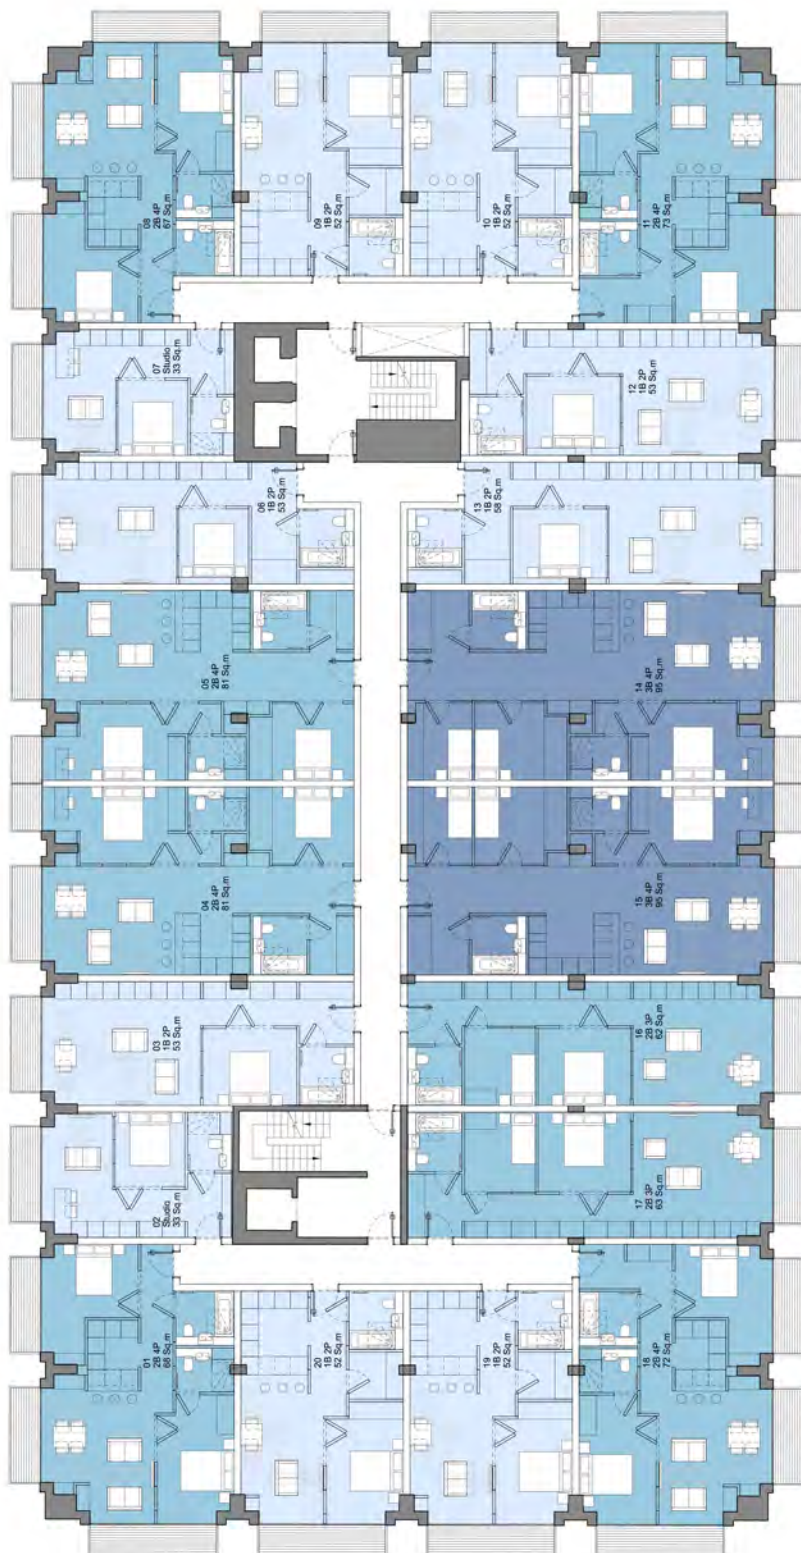 01
2B 4P
68 Sq.m
02
Studio
33 Sq.m
03
1B 2P
53 Sq.m
04
2B 4P
81 Sq.m
05
2B 4P
81 Sq.m
06
1B 2P
53 Sq.m
07
Studio
33 Sq.m
08
2B 4P
67 Sq.m
09
1B 2P
52 Sq.m
10
1B 2P
52 Sq.m
11
2B 4P
73 Sq.m
12
1B 2P
53 Sq.m
13
1B 2P
58 Sq.m
14
3B 4P
95 Sq.m
15
3B 4P
95 Sq.m
16
2B 3P
62 Sq.m
17
2B 3P
63 Sq.m
18
2B 4P
72 Sq.m
19
1B 2P
52 Sq.m
20
1B 2P
52 Sq.m